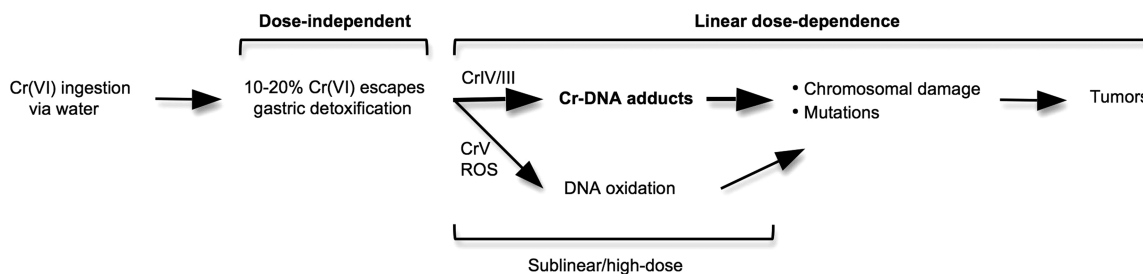 Dose-independent
Linear dose-dependence
Cr(VI) ingestion
via water
10-20% Cr(VI) escapes
gastric detoxification
CrIV/III
Cr-DNA adducts
• Chromosomal damage
• Mutations
Tumors
CrV
ROS
DNA oxidation
Sublinear/high-dose